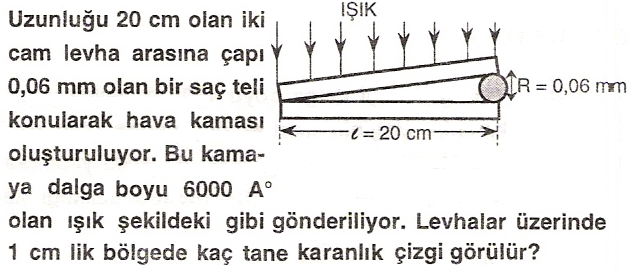 Uzunluğu 20 cm olan iki
cam levha arasına çapı
0,06 mm olan bir saç teli
konularak hava kaması
oluşturuluyor. Bu kama-
ya dalga boyu 6000 A°
olan ışık şekildeki gibi gönderiliyor. Levhalar üzerinde
1 cm lik bölgede kaç tane karanlık çizgi görülür?
IŞIK
R = 0,06 mm
ℓ = 20 cm